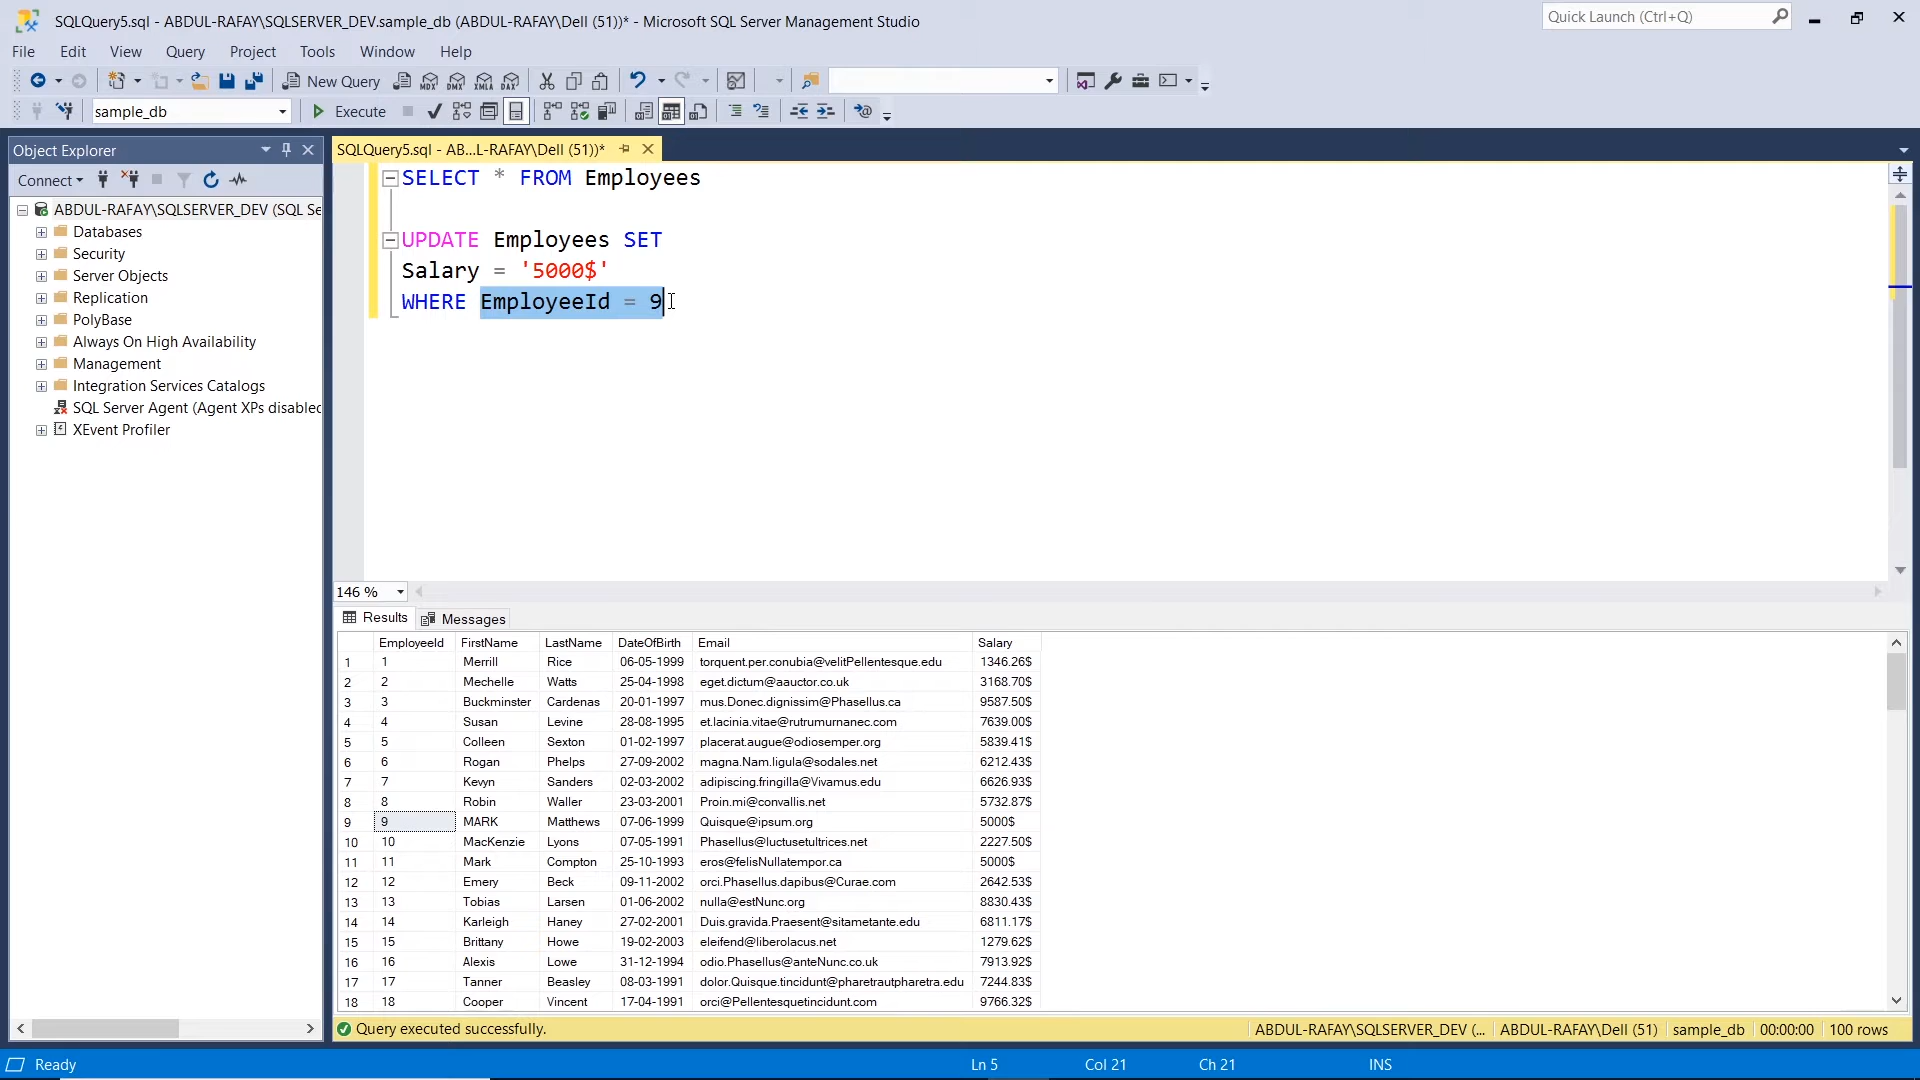 SQLQuery5.sql - ABDUL-RAFAY\SQLSERVER_DEV.sample_db (ABDUL-RAFAY\Dell (51))* - Microsoft SQL Server Management Studio
Quick Launch (Ctrl+Q)
File Edit View Query Project Tools Window Help
New Query
MDX DMX XMLA DAX
sample_db
Execute
Object Explorer
Connect
ABDUL-RAFAY\SQLSERVER_DEV (SQL Se
Databases
Security
Server Objects
Replication
PolyBase
Always On High Availability
Management
Integration Services Catalogs
SQL Server Agent (Agent XPs disabled
XEvent Profiler
SQLQuery5.sql - AB...L-RAFAY\Dell (51))*
SELECT * FROM Employees
UPDATE Employees SET
Salary = '5000$'
WHERE EmployeeId = 9
146 %
Results Messages
EmployeeId FirstName LastName DateOfBirth Email Salary
1 1 Merrill Rice 06-05-1999 torquent.per.conubia@velitPellentesque.edu 1346.26$
2 2 Mechelle Watts 25-04-1998 eget.dictum@aauctor.co.uk 3168.70$
3 3 Buckminster Cardenas 20-01-1997 mus.Donec.dignissim@Phasellus.ca 9587.50$
4 4 Susan Levine 28-08-1995 et.lacinia.vitae@rutrumurnanec.com 7639.00$
5 5 Colleen Sexton 01-02-1997 placerat.augue@odiosemper.org 5839.41$
6 6 Rogan Phelps 27-09-2002 magna.Nam.ligula@sodales.net 6212.43$
7 7 Kevyn Sanders 02-03-2002 adipiscing.fringilla@Vivamus.edu 6626.93$
8 8 Robin Waller 23-03-2001 Proin.mi@convallis.net 5732.87$
9 9 MARK Matthews 07-06-1999 Quisque@ipsum.org 5000$
10 10 MacKenzie Lyons 07-05-1991 Phasellus@luctusetultrices.net 2227.50$
11 11 Mark Compton 25-10-1993 eros@felisNullatempor.ca 5000$
12 12 Emery Beck 09-11-2002 orci.Phasellus.dapibus@Curae.com 2642.53$
13 13 Tobias Larsen 01-06-2002 nulla@estNunc.org 8830.43$
14 14 Karleigh Haney 27-02-2001 Duis.gravida.Praesent@sitametante.edu 6811.17$
15 15 Brittany Howe 19-02-2003 eleifend@liberolacus.net 1279.62$
16 16 Alexis Lowe 31-12-1994 odio.Phasellus@anteNunc.co.uk 7913.92$
17 17 Tanner Beasley 08-03-1991 dolor.Quisque.tincidunt@pharetrautpharetra.edu 7244.83$
18 18 Cooper Vincent 17-04-1991 orci@Pellentesquetincidunt.com 9766.32$
Query executed successfully. ABDUL-RAFAY\SQLSERVER_DEV (... ABDUL-RAFAY\Dell (51) sample_db 00:00:00 100 rows
Ready Ln 5 Col 21 Ch 21 INS